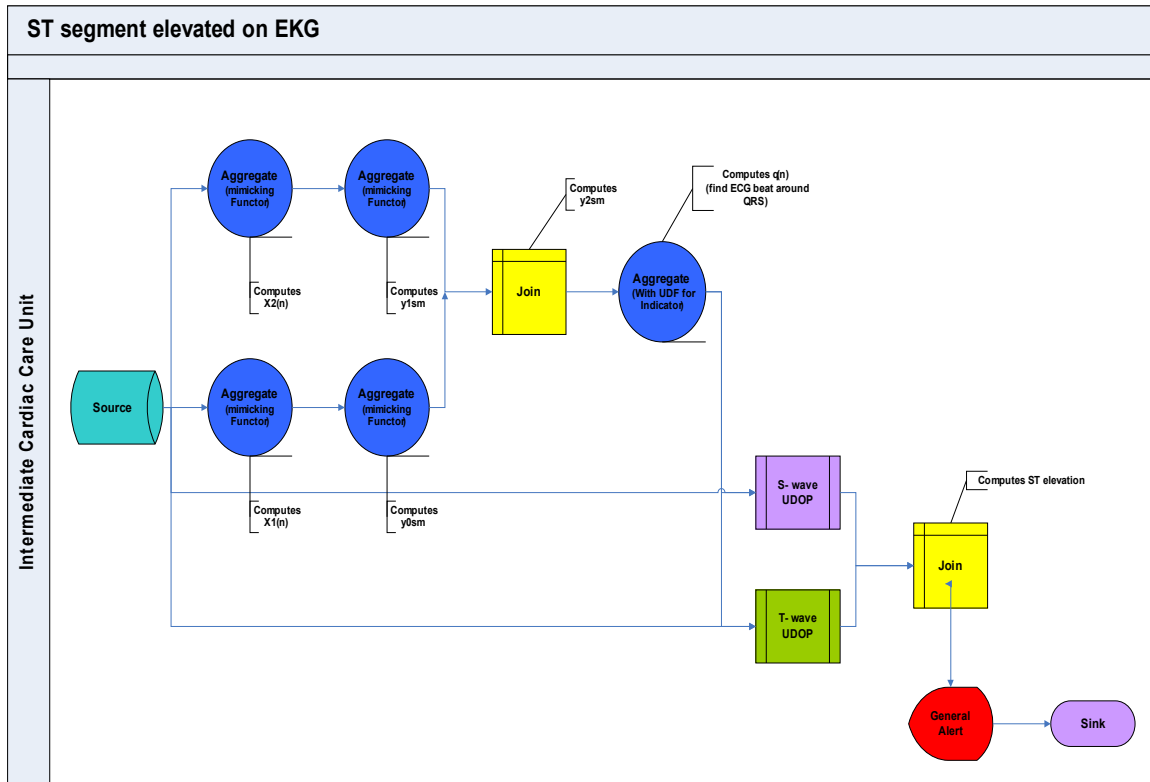 ST segment elevated on EKG
Intermediate Cardiac Care Unit
Aggregate
(mimicking
Functor)
Aggregate
(mimicking
Functor)
Computes
X2(n)
Computes
y1sm
Computes
y2sm
Join
Computes q(n)
(find ECG beat around
QRS)
Aggregate
(With UDF for
Indicator)
Source
Aggregate
(mimicking
Functor)
Aggregate
(mimicking
Functor)
Computes
X1(n)
Computes
y0sm
S- wave
UDOP
T- wave
UDOP
Computes ST elevation
Join
General
Alert
Sink